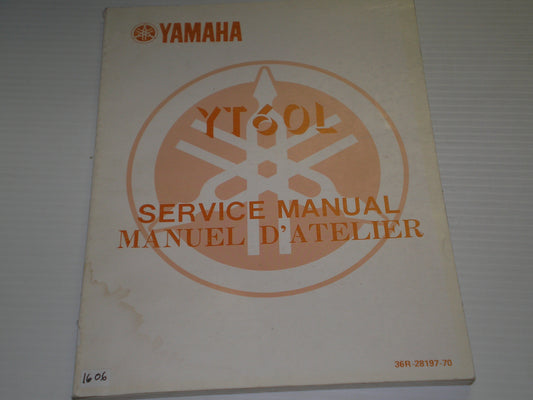 YAMAHA
YT60L
SERVICE MANUAL
MANUEL D'ATELIER
36R-28197-70
1606